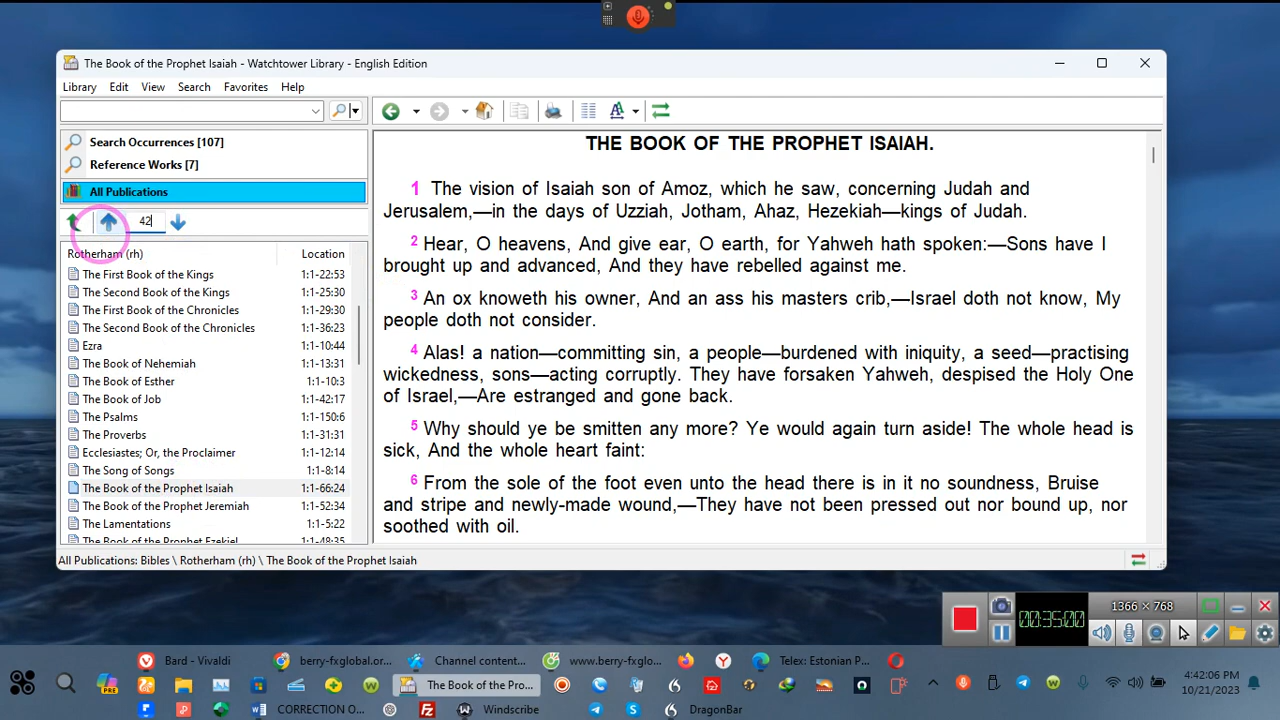 The Book of the Prophet Isaiah - Watchtower Library - English Edition
Library Edit View Search Favorites Help
Search Occurrences [107]
Reference Works [7]
All Publications
42
Rotherham (rh) Location
The First Book of the Kings 1:1-22:53
The Second Book of the Kings 1:1-25:30
The First Book of the Chronicles 1:1-29:30
The Second Book of the Chronicles 1:1-36:23
Ezra 1:1-10:44
The Book of Nehemiah 1:1-13:31
The Book of Esther 1:1-10:3
The Book of Job 1:1-42:17
The Psalms 1:1-150:6
The Proverbs 1:1-31:31
Ecclesiastes; Or, the Proclaimer 1:1-12:14
The Song of Songs 1:1-8:14
The Book of the Prophet Isaiah 1:1-66:24
The Book of the Prophet Jeremiah 1:1-52:34
The Lamentations 1:1-5:22
The Book of the Prophet Ezekiel 1:1-48:35
THE BOOK OF THE PROPHET ISAIAH.
1 The vision of Isaiah son of Amoz, which he saw, concerning Judah and
Jerusalem,—in the days of Uzziah, Jotham, Ahaz, Hezekiah—kings of Judah.
2 Hear, O heavens, And give ear, O earth, for Yahweh hath spoken:—Sons have I
brought up and advanced, And they have rebelled against me.
3 An ox knoweth his owner, And an ass his masters crib,—Israel doth not know, My
people doth not consider.
4 Alas! a nation—committing sin, a people—burdened with iniquity, a seed—practising
wickedness, sons—acting corruptly. They have forsaken Yahweh, despised the Holy One
of Israel,—Are estranged and gone back.
5 Why should ye be smitten any more? Ye would again turn aside! The whole head is
sick, And the whole heart faint:
6 From the sole of the foot even unto the head there is in it no soundness, Bruise
and stripe and newly-made wound,—They have not been pressed out nor bound up, nor
soothed with oil.
All Publications: Bibles \ Rotherham (rh) \ The Book of the Prophet Isaiah
00:35:00
1366 × 768
Bard - Vivaldi
berry-fxglobal.or...
Channel content...
www.berry-fxglo...
Telex: Estonian P...
PRE
The Book of the Pro...
4:42:06 PM
10/21/2023
CORRECTION O...
Windscribe
DragonBar